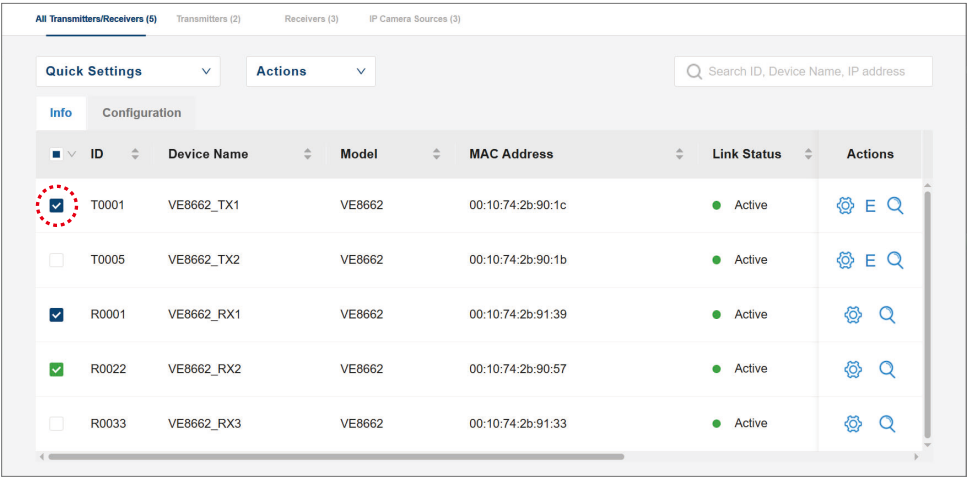 All Transmitters/Receivers (5) Transmitters (2) Receivers (3) IP Camera Sources (3)
Quick Settings Actions Search ID, Device Name, IP address
Info Configuration
ID Device Name Model MAC Address Link Status Actions
T0001 VE8662_TX1 VE8662 00:10:74:2b:90:1c Active E
T0005 VE8662_TX2 VE8662 00:10:74:2b:90:1b Active E
R0001 VE8662_RX1 VE8662 00:10:74:2b:91:39 Active
R0022 VE8662_RX2 VE8662 00:10:74:2b:90:57 Active
R0033 VE8662_RX3 VE8662 00:10:74:2b:91:33 Active